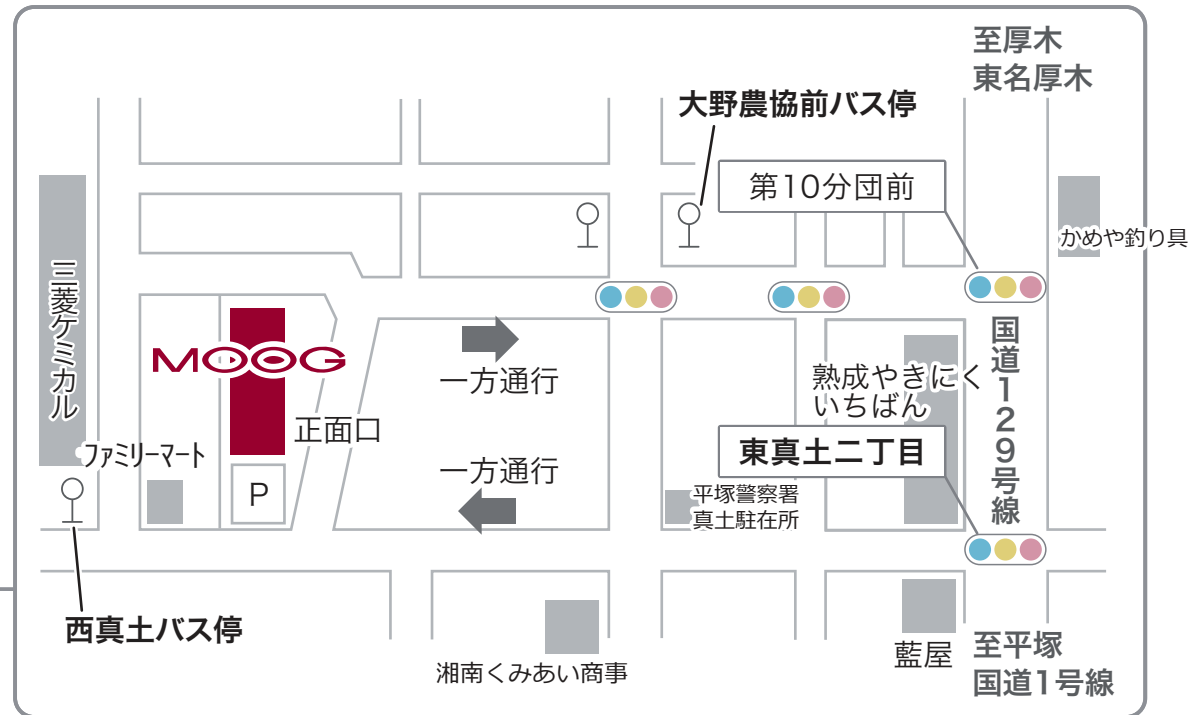 至厚木
東名厚木
大野農協前バス停
第10分団前
かめや釣り具
三菱ケミカル
MOOG
国道129号線
一方通行
熟成やきにく
いちばん
正面口
ファミリーマート
一方通行
東真土二丁目
P
平塚警察署
真土駐在所
西真土バス停
藍屋
至平塚
国道1号線
湘南くみあい商事